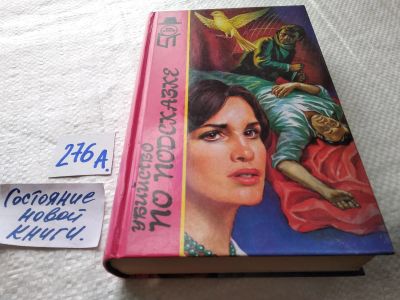 276А.
Состояние
новой
книги.
УБИЙСТВО
ПО ПОДСКАЗКЕ